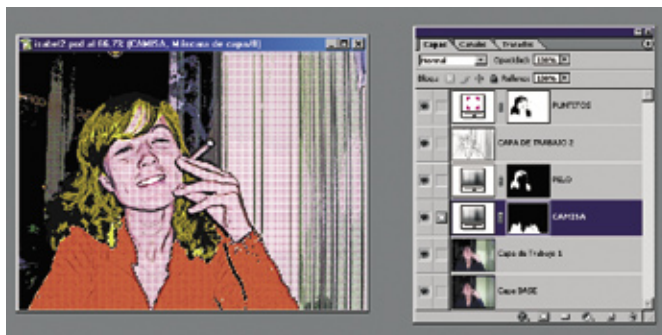 isabel2 psd al 66.7% (CAMISA, Máscara de capa/8)
Capas Canales Trazados
Normal Opacidad: 100%
Bloq.: Relleno: 100%
PUNTITOS
CAPA DE TRABAJO 2
PELO
CAMISA
Capa de Trabajo 1
Capa BASE